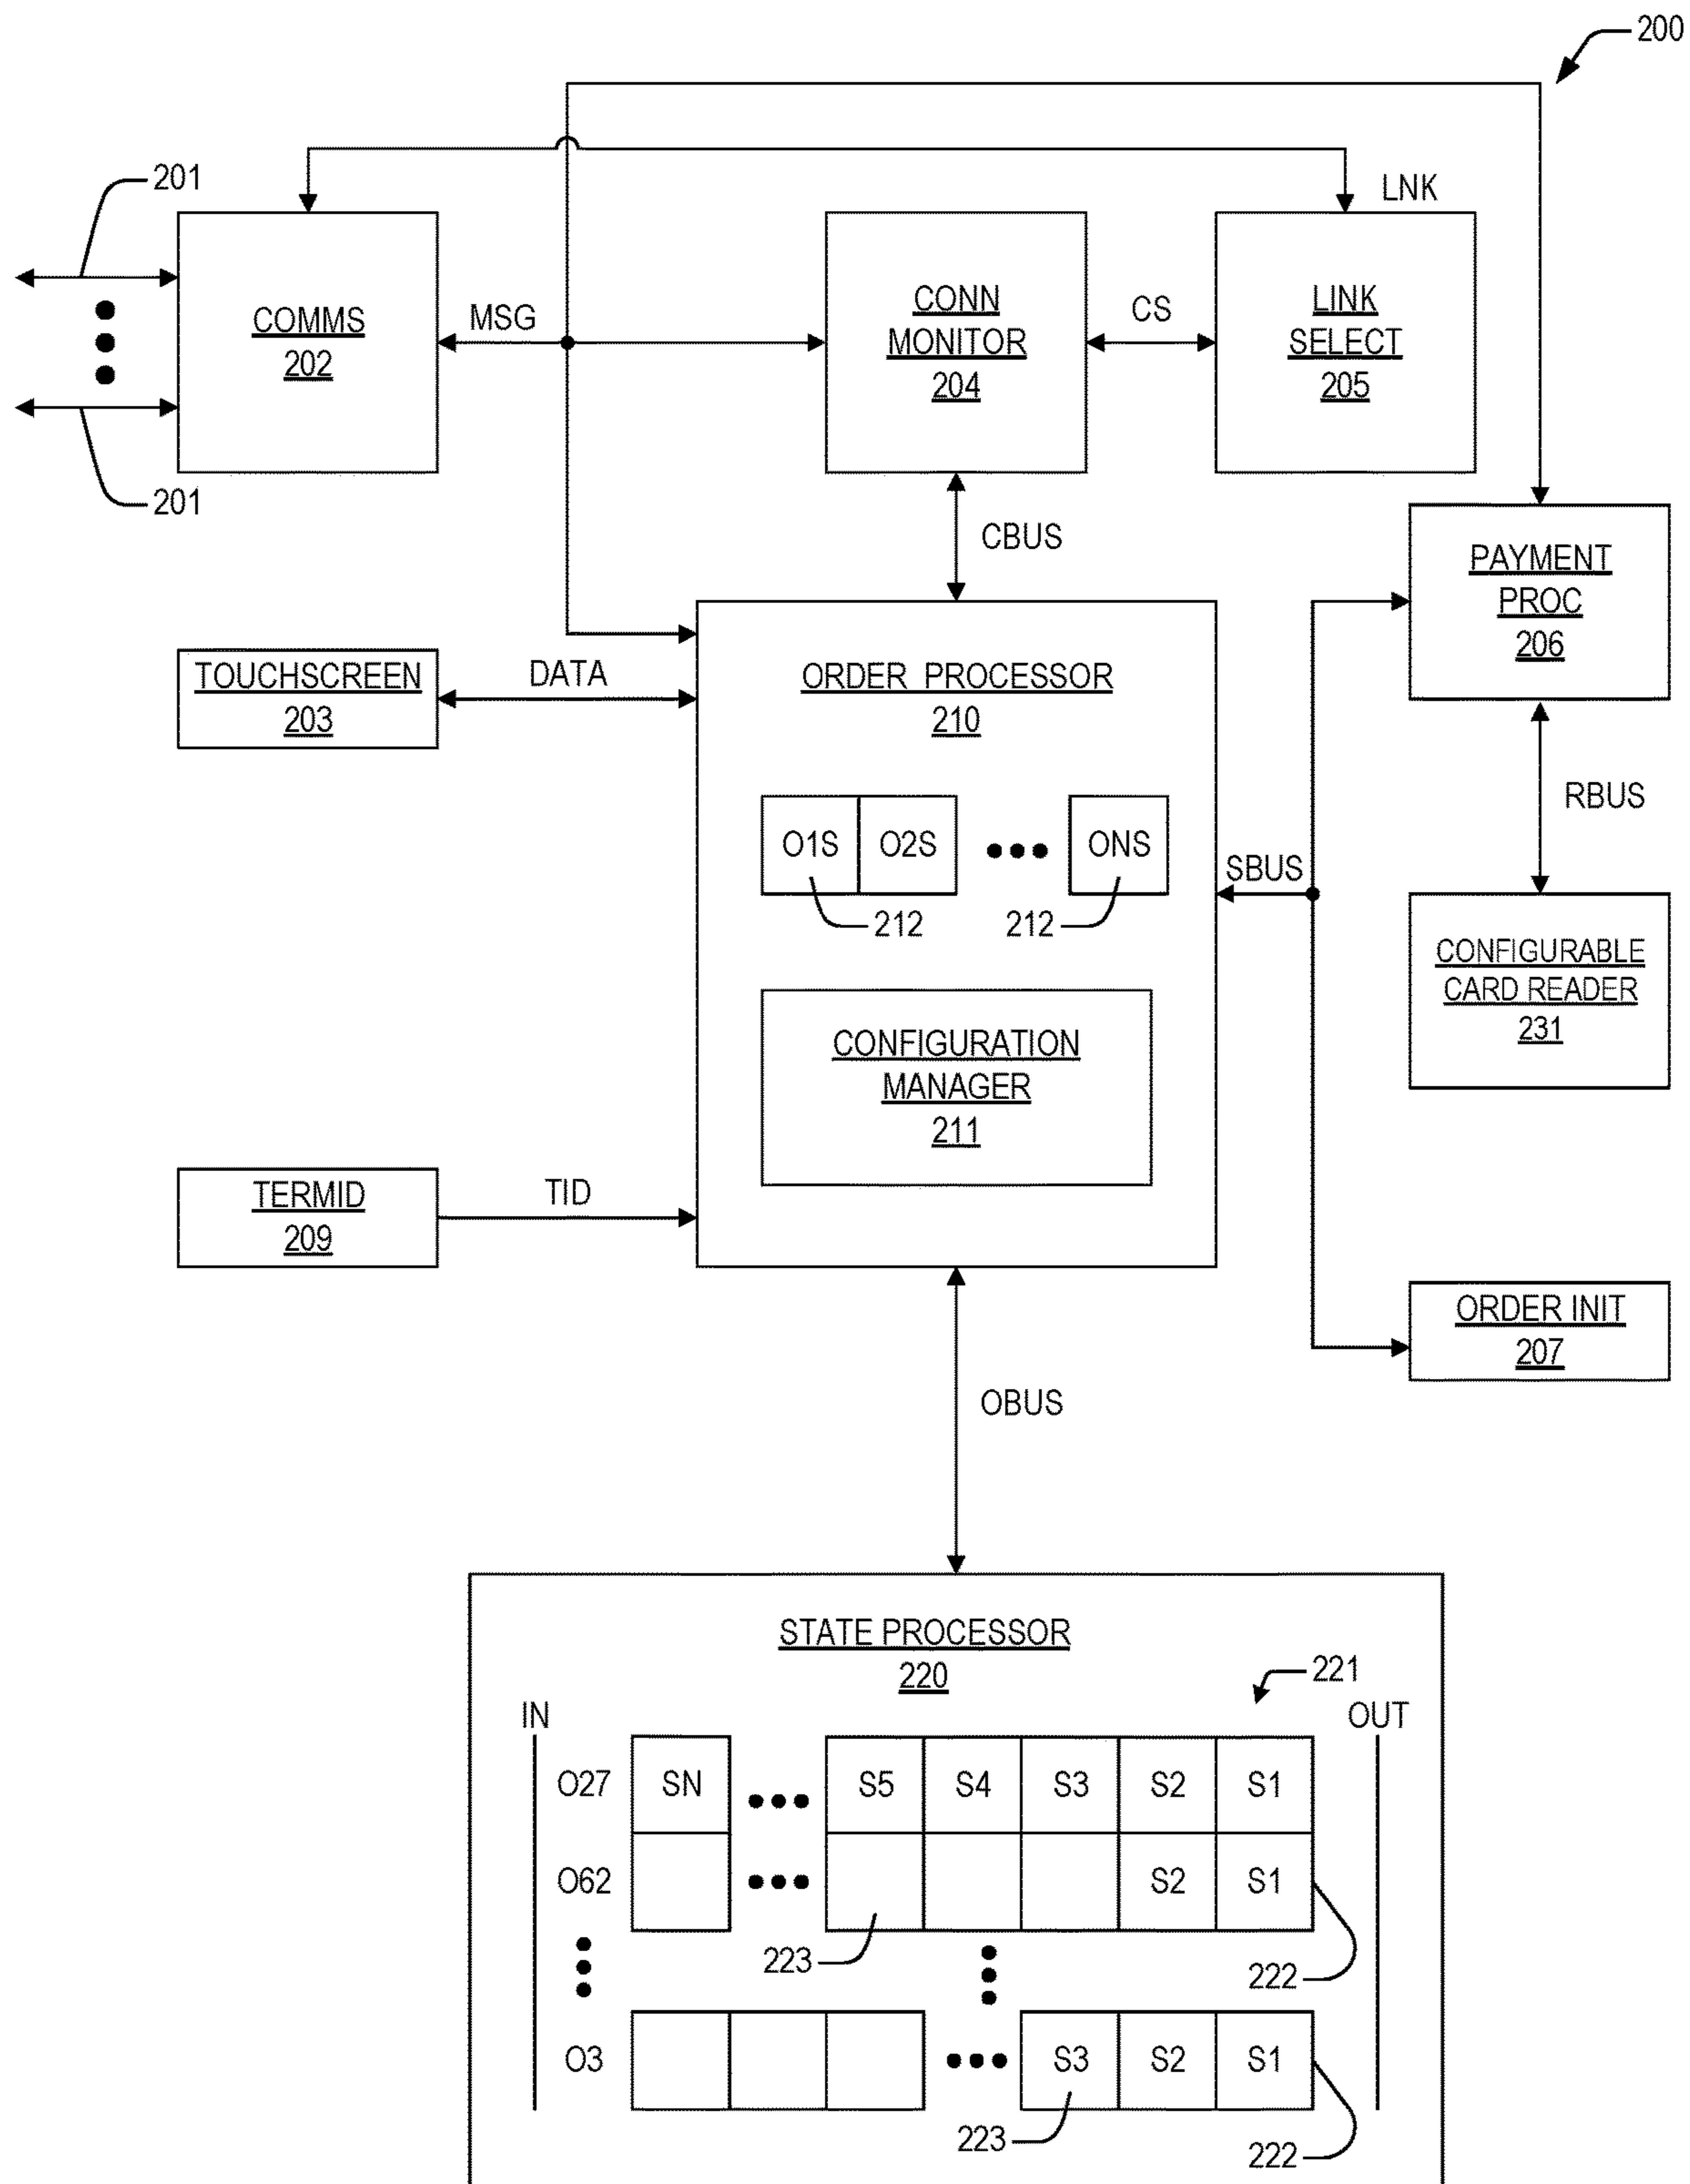 200
201
LNK
COMMS
202
MSG
CONN
MONITOR
204
CS
LINK
SELECT
205
201
CBUS
PAYMENT
PROC
206
TOUCHSCREEN
203
DATA
ORDER PROCESSOR
210
RBUS
O1S
O2S
ONS
SBUS
212
212
CONFIGURABLE
CARD READER
231
CONFIGURATION
MANAGER
211
TERMID
209
TID
ORDER INIT
207
OBUS
STATE PROCESSOR
220
221
IN
OUT
O27
SN
S5
S4
S3
S2
S1
O62
S2
S1
223
222
O3
S3
S2
S1
223
222